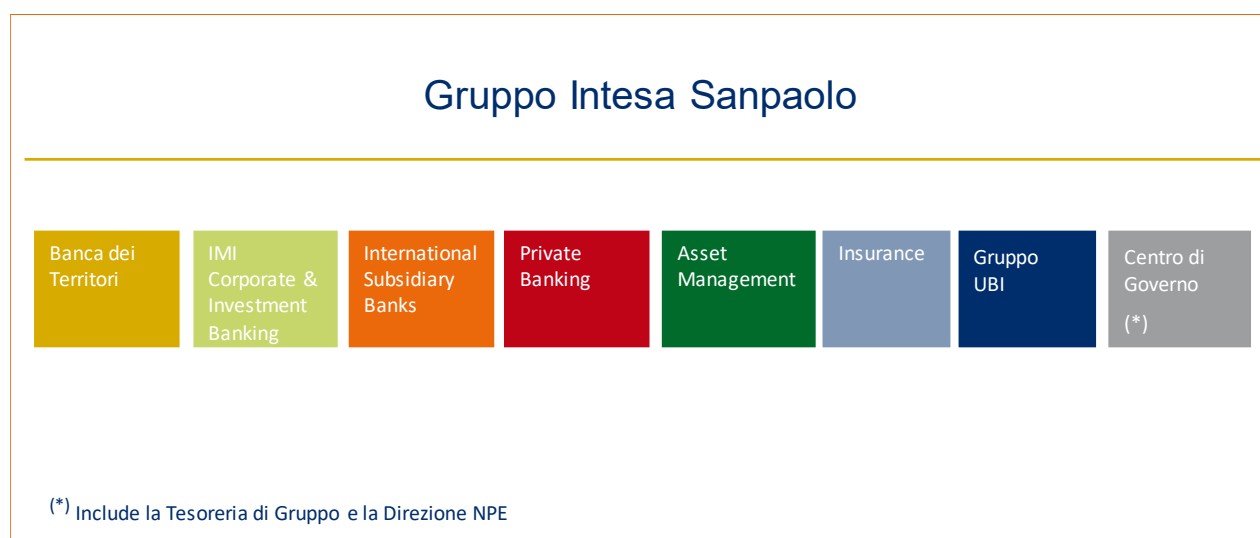 Gruppo Intesa Sanpaolo
Banca dei
Territori
IMI
Corporate &
Investment
Banking
International
Subsidiary
Banks
Private
Banking
Asset
Management
Insurance
Gruppo
UBI
Centro di
Governo
(*)
(*) Include la Tesoreria di Gruppo e la Direzione NPE